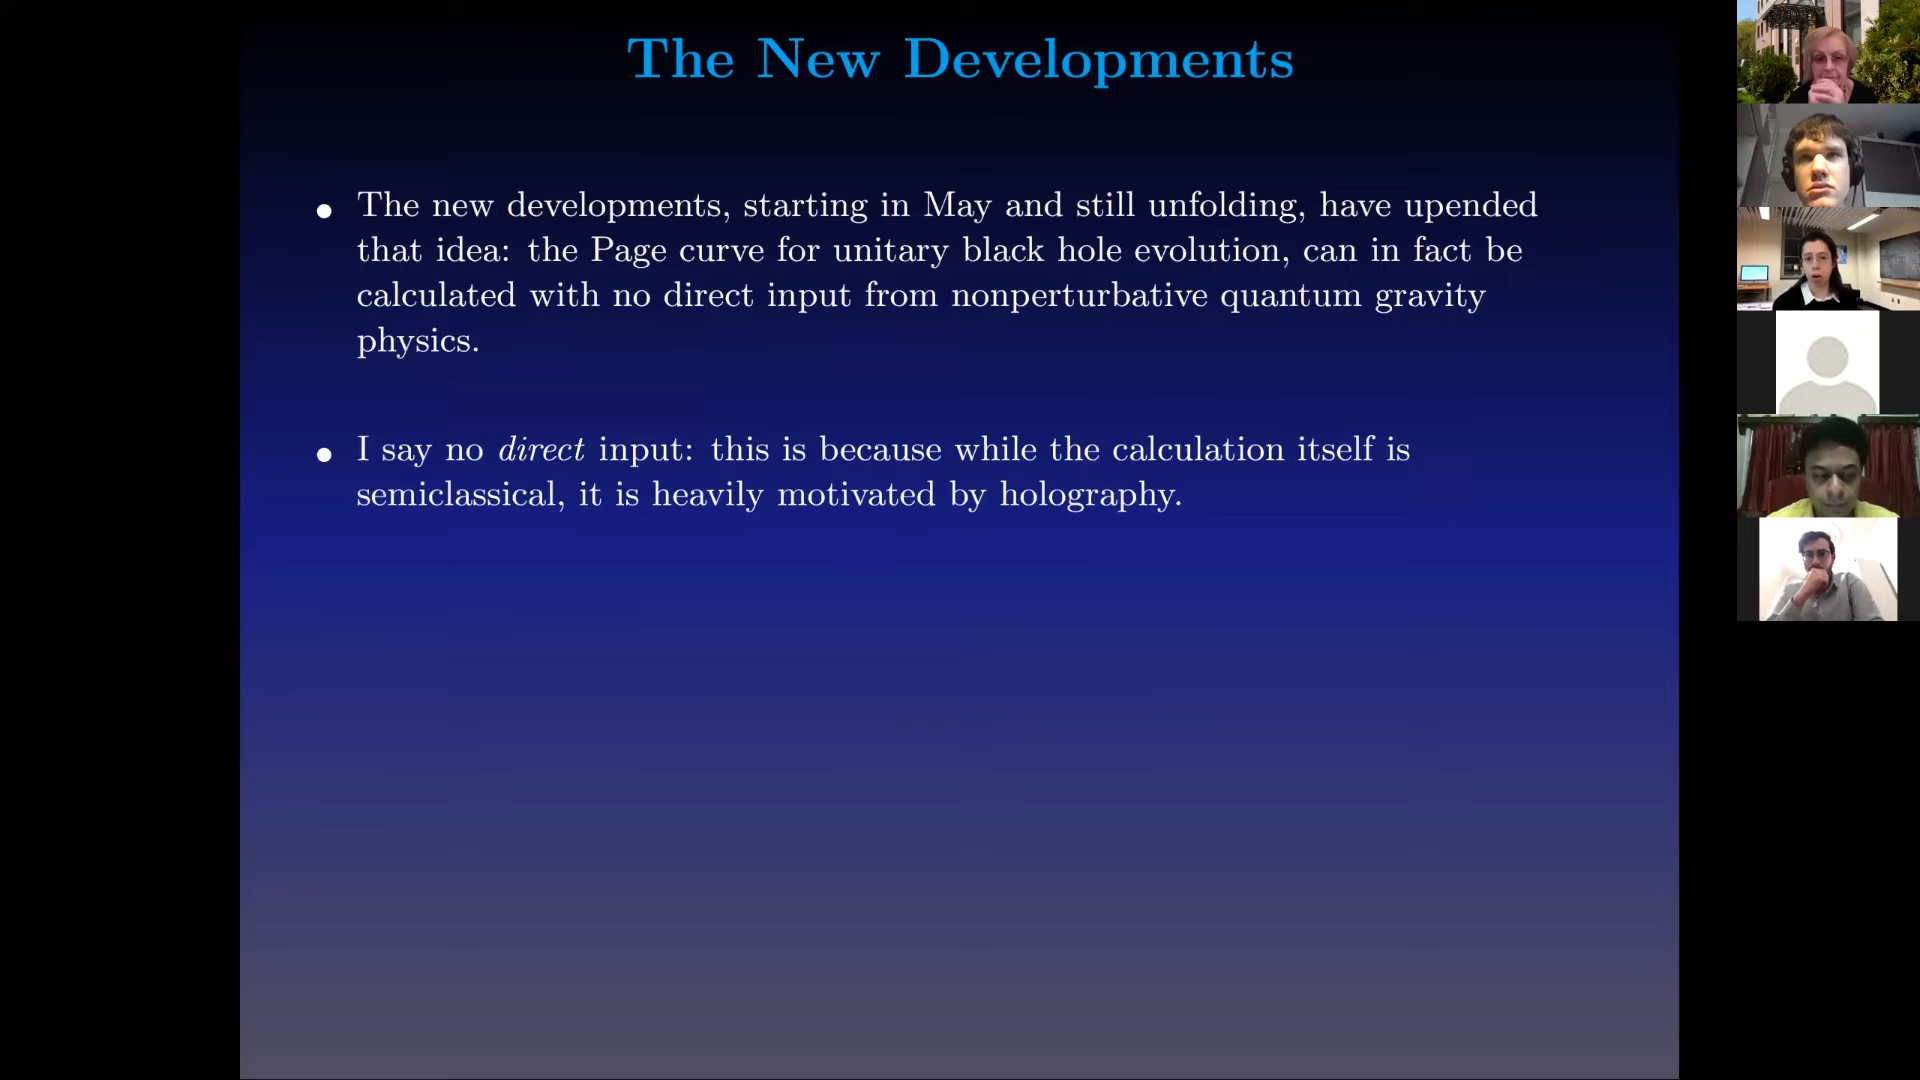 The New Developments
• The new developments, starting in May and still unfolding, have upended
that idea: the Page curve for unitary black hole evolution, can in fact be
calculated with no direct input from nonperturbative quantum gravity
physics.
• I say no direct input: this is because while the calculation itself is
semiclassical, it is heavily motivated by holography.